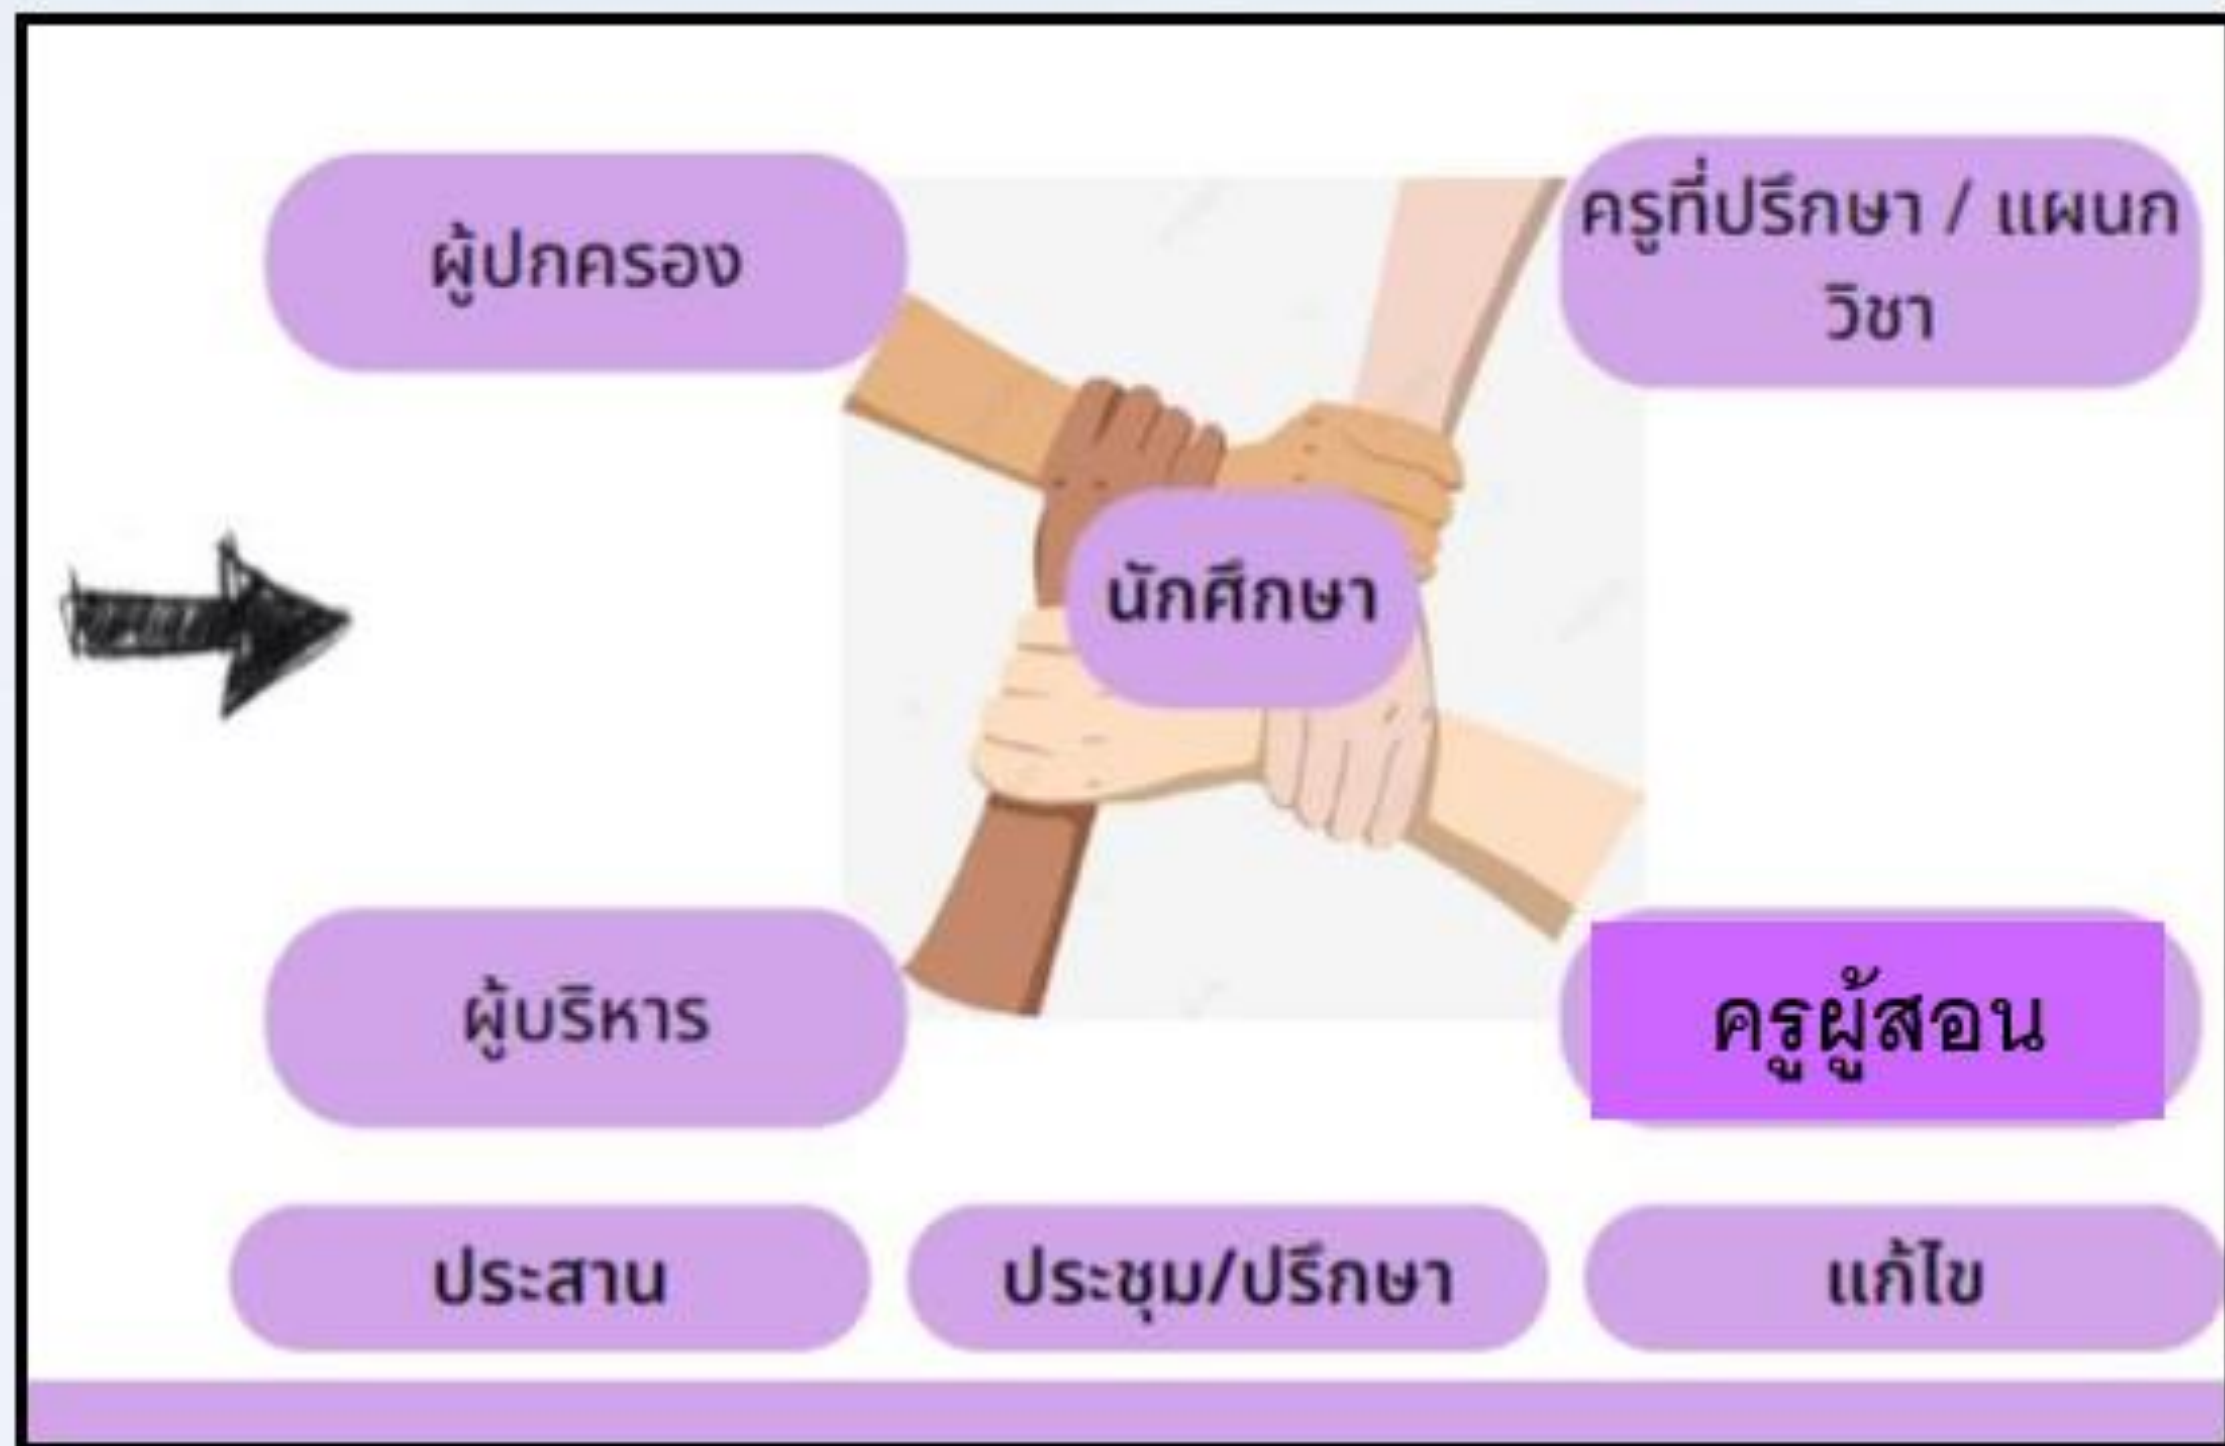 ผู้ปกครอง
ครูที่ปรึกษา / แผนก
วิชา
นักศึกษา
ผู้บริหาร
ครูผู้สอน
ประสาน
ประชุม/ปรึกษา
แก้ไข